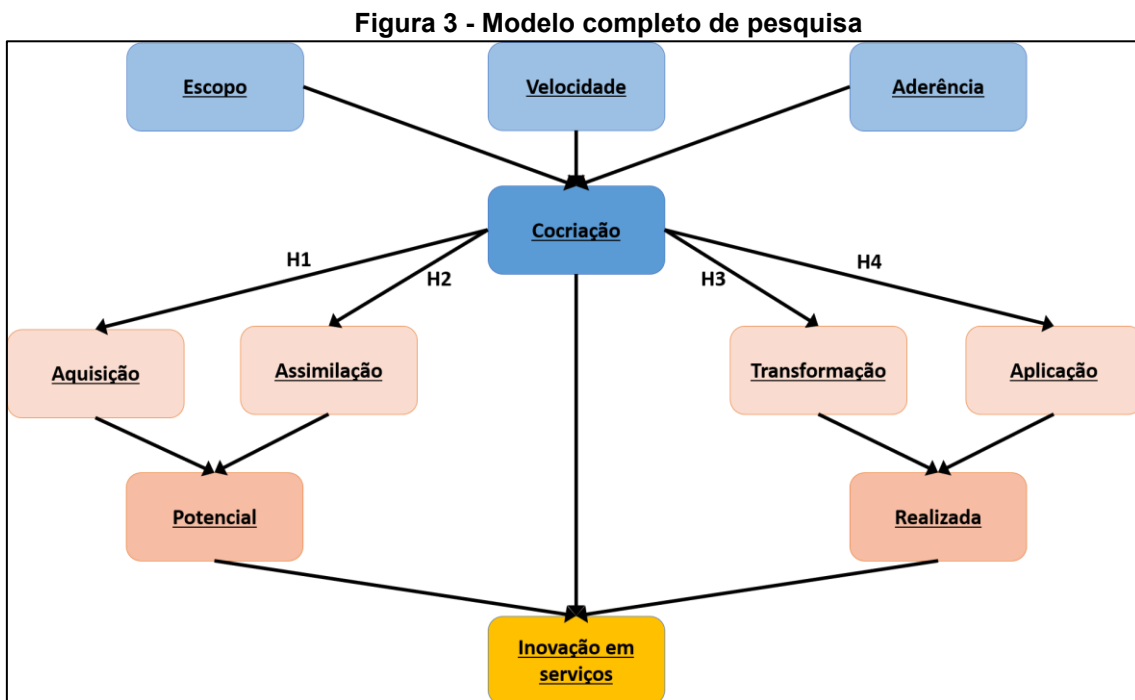 Figura 3 - Modelo completo de pesquisa
Escopo
Velocidade
Aderência
Cocriação
H1
H2
H3
H4
Aquisição
Assimilação
Transformação
Aplicação
Potencial
Realizada
Inovação em
serviços